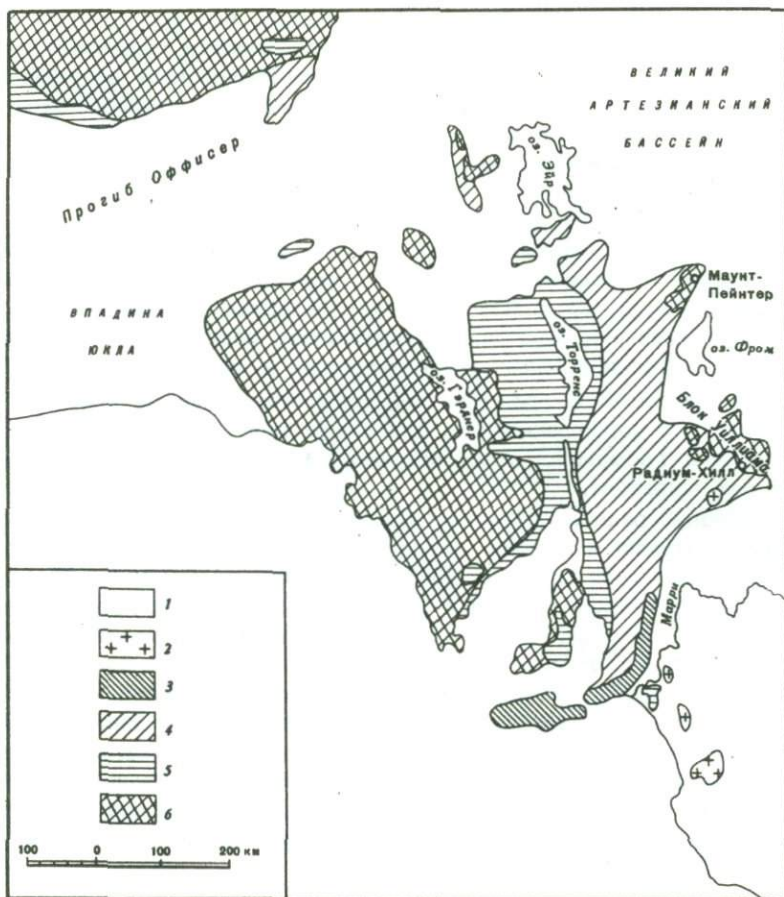 ВЕЛИКИЙ
АРТЕЗИАНСКИЙ
БАССЕЙН
оз. Эйр
Прогиб Оффисер
Маунт-
Пейнтер
ВПАДИНА
ЮКЛА
оз. Торренс
оз. Фром
оз. Гэрднер
Блок Уиллиама
Радиум-Хилл
Марри
1
2
3
4
5
6
100 0 100 200 км